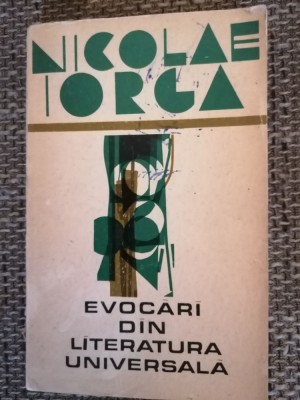 NICOLAE
IORGA
EVOCĂRI
DIN
LITERATURA
UNIVERSALĂ